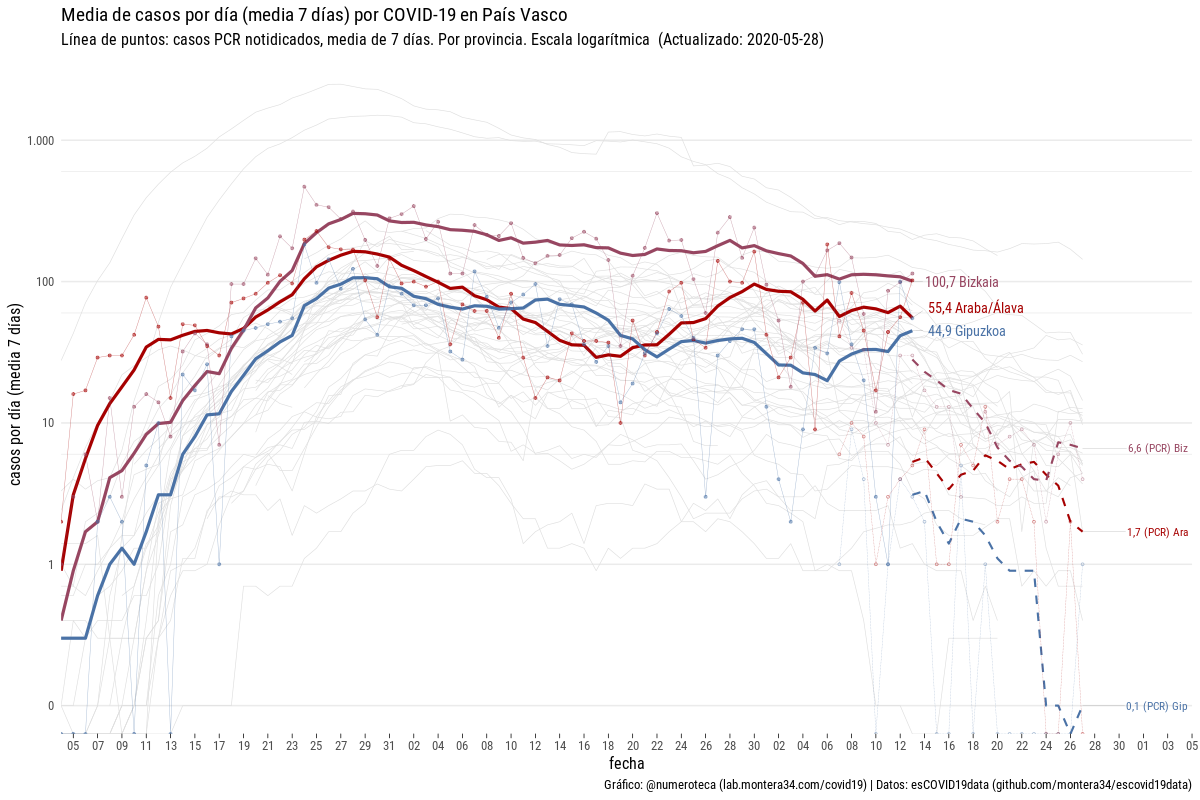 Media de casos por día (media 7 días) por COVID-19 en País Vasco
Línea de puntos: casos PCR notidicados, media de 7 días. Por provincia. Escala logarítmica (Actualizado: 2020-05-28)
casos por día (media 7 días)
1.000
100
10
1
0
100,7 Bizkaia
55,4 Araba/Álava
44,9 Gipuzkoa
6,6 (PCR) Biz
1,7 (PCR) Ara
0,1 (PCR) Gip
05 07 09 11 13 15 17 19 21 23 25 27 29 31 02 04 06 08 10 12 14 16 18 20 22 24 26 28 30 02 04 06 08 10 12 14 16 18 20 22 24 26 28 30 01 03 05
fecha
Gráfico: @numeroteca (lab.montera34.com/covid19) | Datos: esCOVID19data (github.com/montera34/escovid19data)